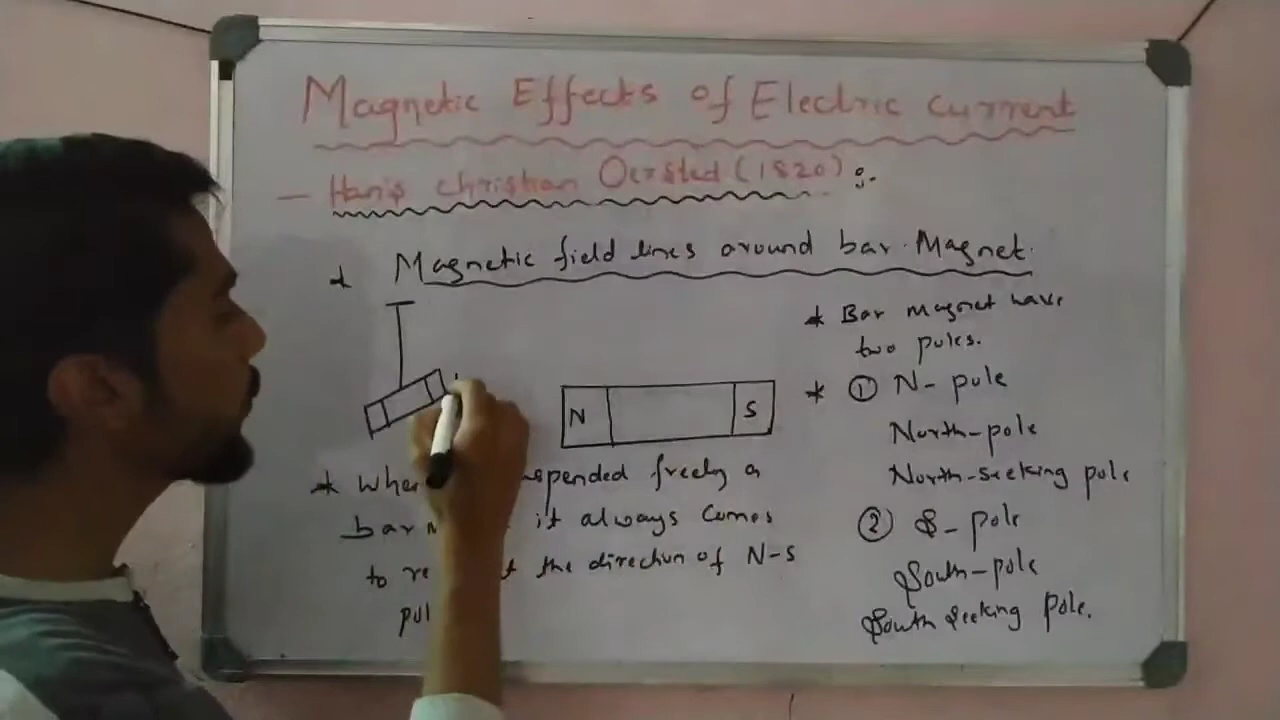 Magnetic Effects of Electric Current
— Hans Christian Oersted (1820) :-
* Magnetic field lines around bar Magnet.
N S
* When spended freely a
bar it always comes
to the direction of N-S
* Bar magnet have
two poles.
* ① N- pole
North-pole
North-seeking pole
② S- pole
South-pole
South seeking pole.